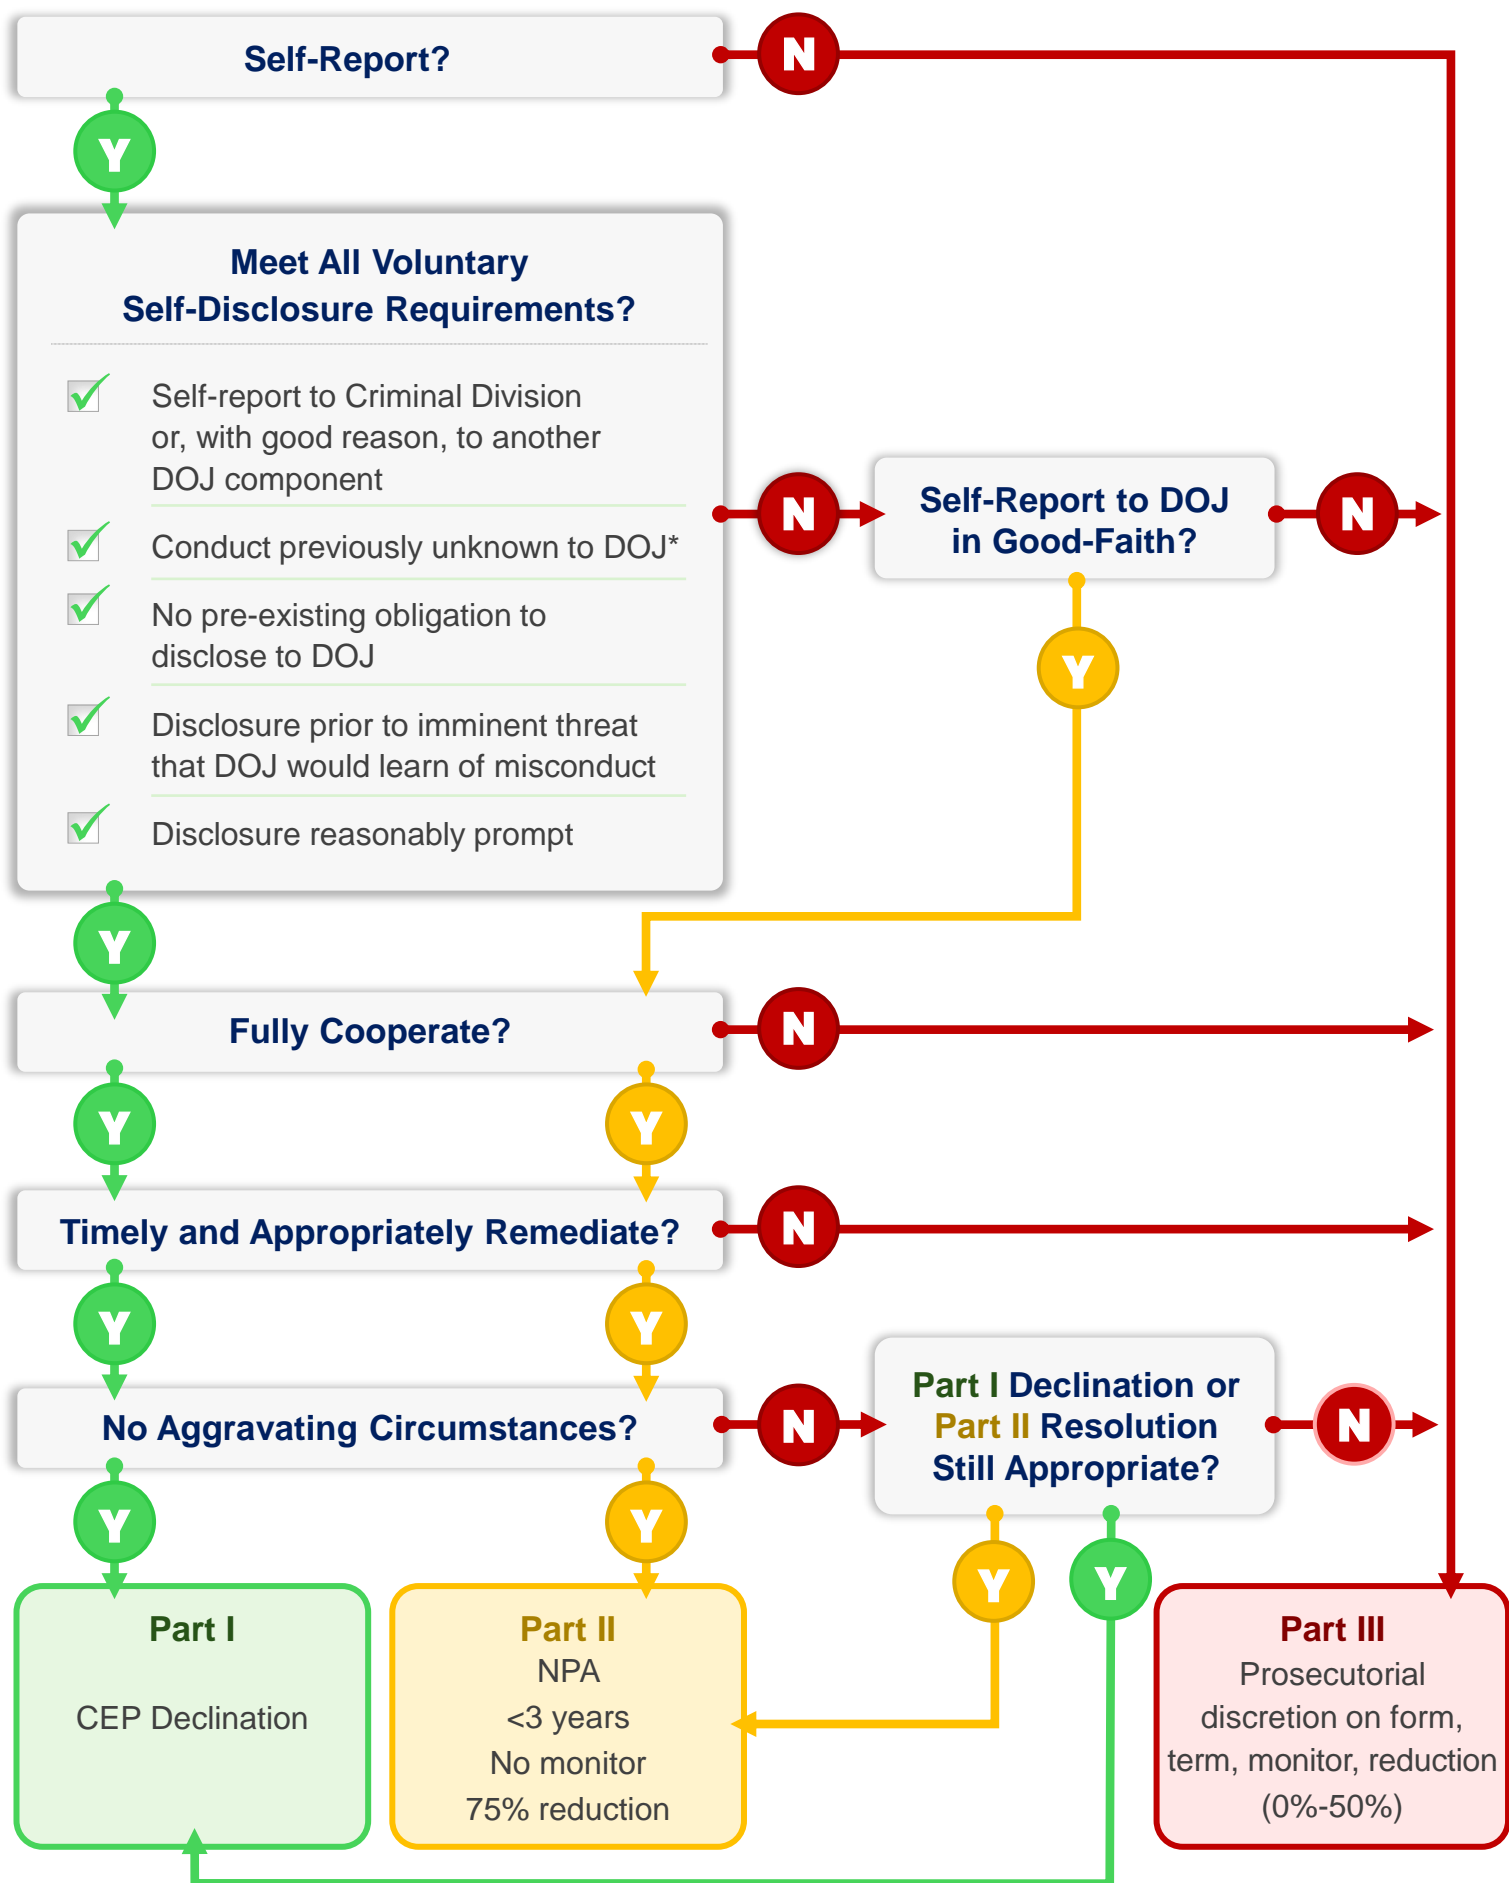 Self-Report?
N
Y
Meet All Voluntary
Self-Disclosure Requirements?
Self-report to Criminal Division
or, with good reason, to another
DOJ component
Conduct previously unknown to DOJ*
No pre-existing obligation to
disclose to DOJ
Disclosure prior to imminent threat
that DOJ would learn of misconduct
Disclosure reasonably prompt
N
Self-Report to DOJ
in Good-Faith?
N
Y
Y
Fully Cooperate?
N
Y
Y
Timely and Appropriately Remediate?
N
Y
Y
No Aggravating Circumstances?
N
Part I Declination or
Part II Resolution
Still Appropriate?
N
Y
Y
Y
Y
Part I
CEP Declination
Part II
NPA
<3 years
No monitor
75% reduction
Part III
Prosecutorial
discretion on form,
term, monitor, reduction
(0%-50%)